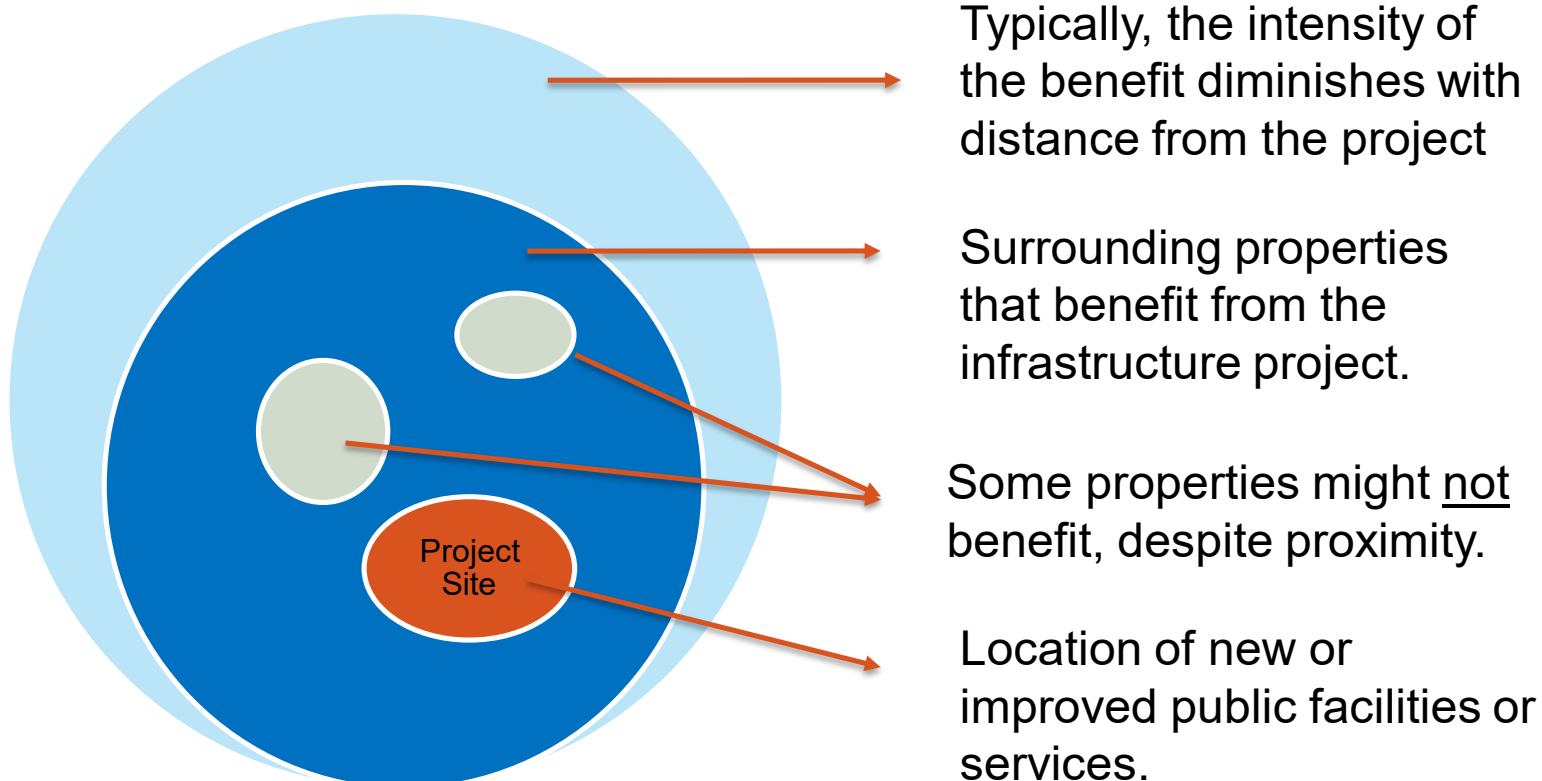 Typically, the intensity of
the benefit diminishes with
distance from the project
Surrounding properties
that benefit from the
infrastructure project.
Some properties might not
benefit, despite proximity.
Project
Site
Location of new or
improved public facilities or
services.